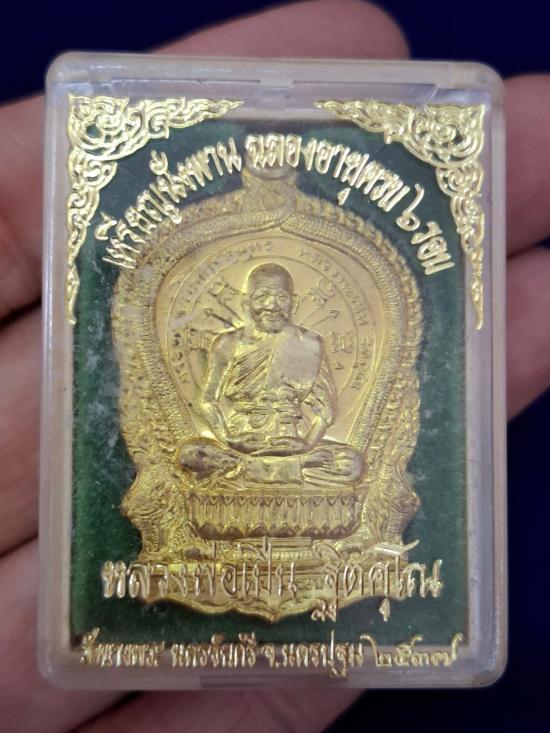 เหรียญนั่งพาน ฉลองอายุครบ ๖ รอบ
หลวงพ่อเปิ่น ฐิตคุโณ
วัดบางพระ นครชัยศรี จ.นครปฐม ๒๕๓๗